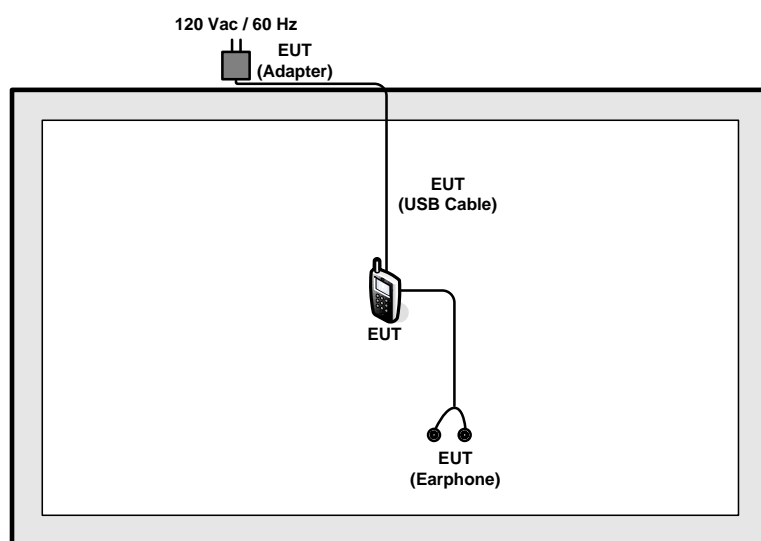 120 Vac / 60 Hz
EUT
(Adapter)
EUT
(USB Cable)
EUT
EUT
(Earphone)